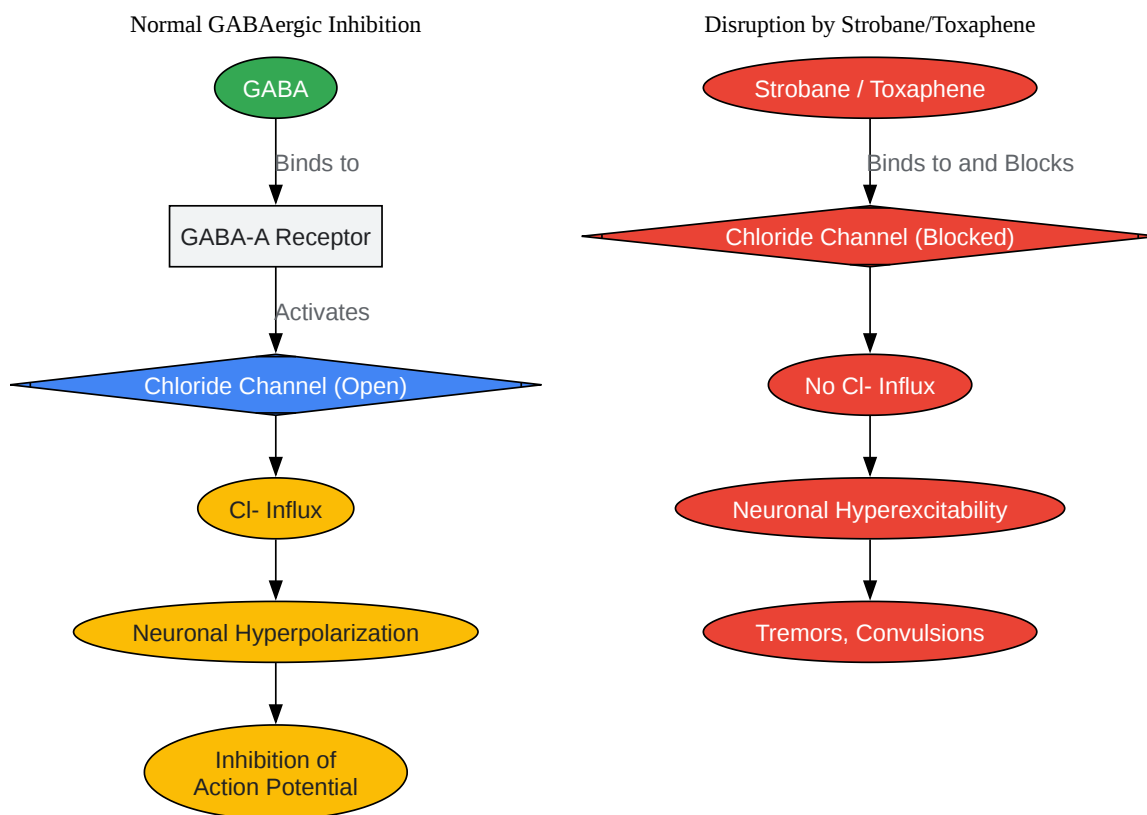 Normal GABAergic Inhibition
GABA
Binds to
GABA-A Receptor
Activates
Chloride Channel (Open)
Cl- Influx
Neuronal Hyperpolarization
Inhibition of
Action Potential
Disruption by Strobane/Toxaphene
Strobane / Toxaphene
Binds to and Blocks
Chloride Channel (Blocked)
No Cl- Influx
Neuronal Hyperexcitability
Tremors, Convulsions